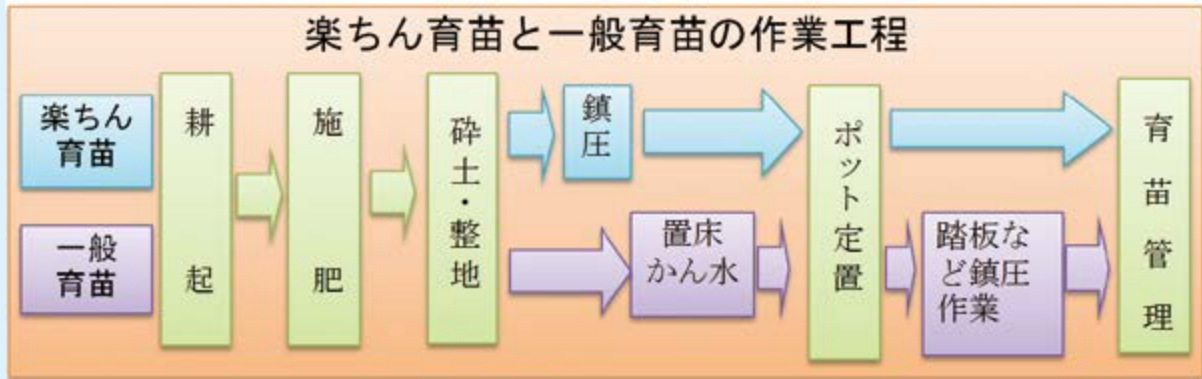 楽ちん育苗と一般育苗の作業工程
楽ちん
育苗
一般
育苗
耕起
施肥
砕土・整地
鎮圧
置床
かん水
ポット定置
踏板な
ど鎮圧
作業
育苗管理